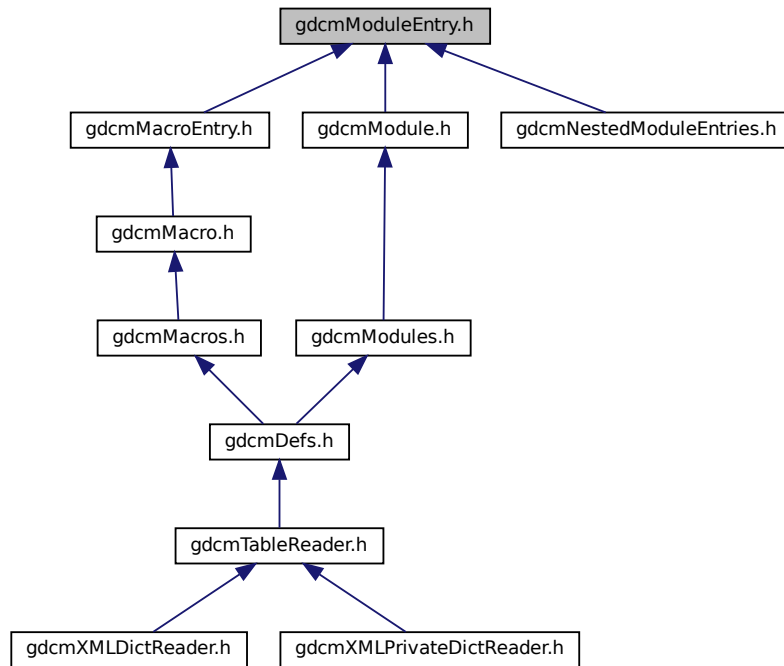 gdcmModuleEntry.h
gdcmMacroEntry.h
gdcmModule.h
gdcmNestedModuleEntries.h
gdcmMacro.h
gdcmMacros.h
gdcmModules.h
gdcmDefs.h
gdcmTableReader.h
gdcmXMLDictReader.h
gdcmXMLPrivateDictReader.h